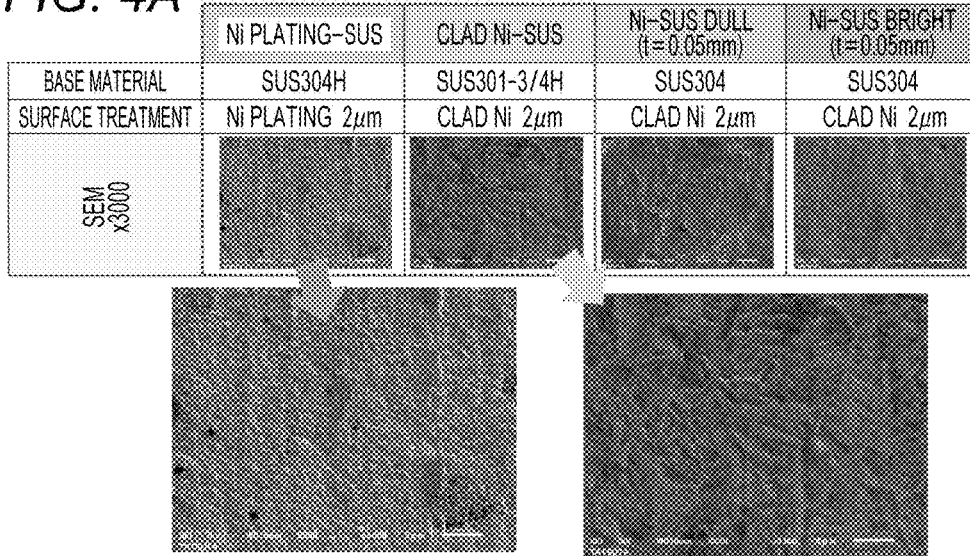 FIG. 4A
Ni PLATING-SUS
CLAD Ni-SUS
Ni-SUS DULL
(t=0.05mm)
Ni-SUS BRIGHT
(t=0.05mm)
BASE MATERIAL
SUS304H
SUS301-3/4H
SUS304
SUS304
SURFACE TREATMENT
Ni PLATING 2μm
CLAD Ni 2μm
CLAD Ni 2μm
CLAD Ni 2μm
SEM
x3000